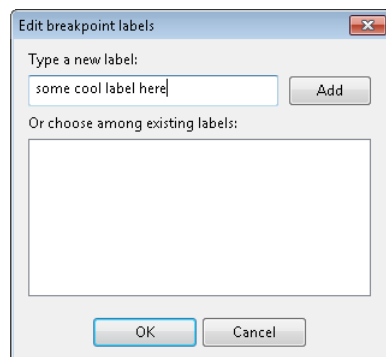 Edit breakpoint labels
Type a new label:
some cool label here
Add
Or choose among existing labels:
OK
Cancel